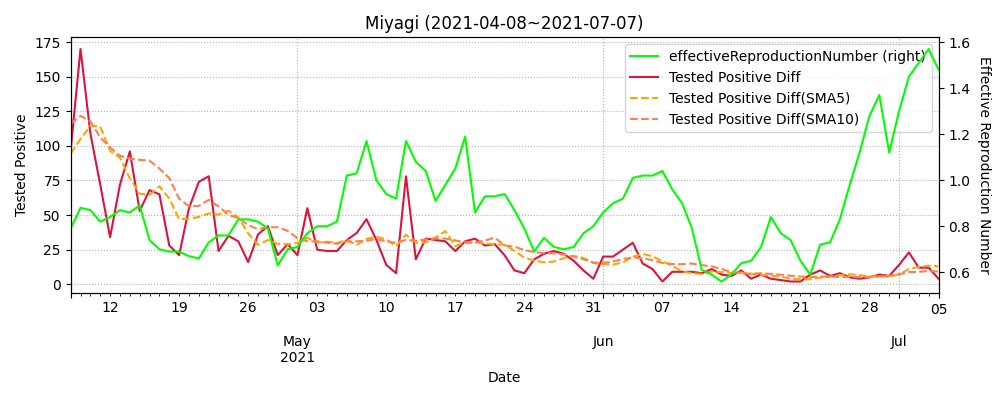 Miyagi (2021-04-08~2021-07-07)
effectiveReproductionNumber (right)
Tested Positive Diff
Tested Positive Diff(SMA5)
Tested Positive Diff(SMA10)
Tested Positive
175
150
125
100
75
50
25
0
1.6
1.4
1.2
1.0
0.8
0.6
Effective Reproduction Number
12 19 26 03 10 17 24 31 07 14 21 28 05
May Jun Jul
2021
Date